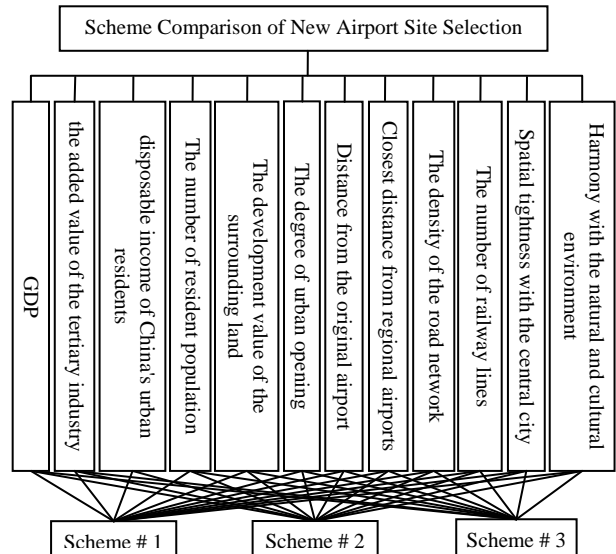 Scheme Comparison of New Airport Site Selection
GDP
the added value of the tertiary industry
disposable income of China's urban
residents
The number of resident population
The development value of the
surrounding land
The degree of urban opening
Distance from the original airport
Closest distance from regional airports
The density of the road network
The number of railway lines
Spatial tightness with the central city
Harmony with the natural and cultural
environment
Scheme # 1
Scheme # 2
Scheme # 3